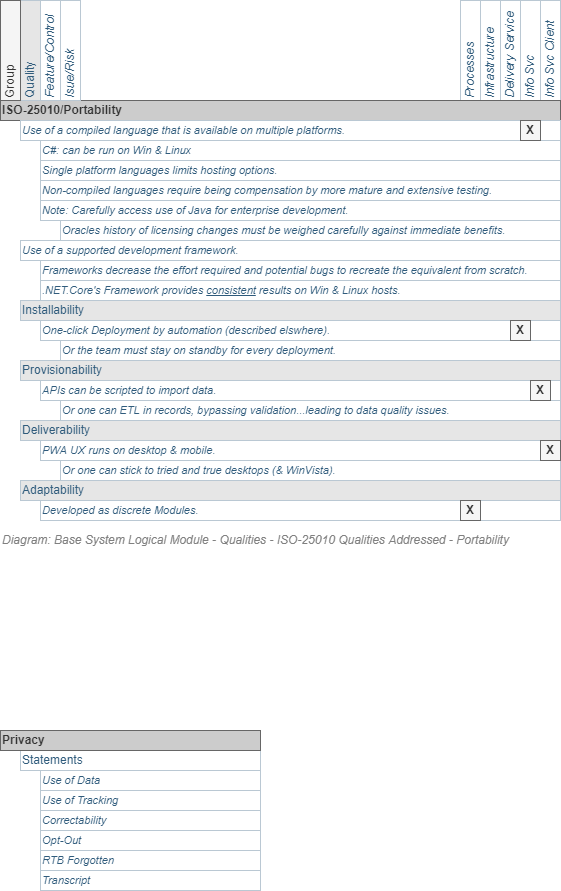 Group
Quality
Feature/Control
Isue/Risk
Processes
Infrastructure
Delivery Service
Info Svc
Info Svc Client
ISO-25010/Portability
Use of a compiled language that is available on multiple platforms. X
C#: can be run on Win & Linux
Single platform languages limits hosting options.
Non-compiled languages require being compensation by more mature and extensive testing.
Note: Carefully access use of Java for enterprise development.
Oracles history of licensing changes must be weighed carefully against immediate benefits.
Use of a supported development framework.
Frameworks decrease the effort required and potential bugs to recreate the equivalent from scratch.
.NET.Core's Framework provides consistent results on Win & Linux hosts.
Installability
One-click Deployment by automation (described elswhere). X
Or the team must stay on standby for every deployment.
Provisionability
APIs can be scripted to import data. X
Or one can ETL in records, bypassing validation...leading to data quality issues.
Deliverability
PWA UX runs on desktop & mobile. X
Or one can stick to tried and true desktops (& WinVista).
Adaptability
Developed as discrete Modules. X
Diagram: Base System Logical Module - Qualities - ISO-25010 Qualities Addressed - Portability
Privacy
Statements
Use of Data
Use of Tracking
Correctability
Opt-Out
RTB Forgotten
Transcript